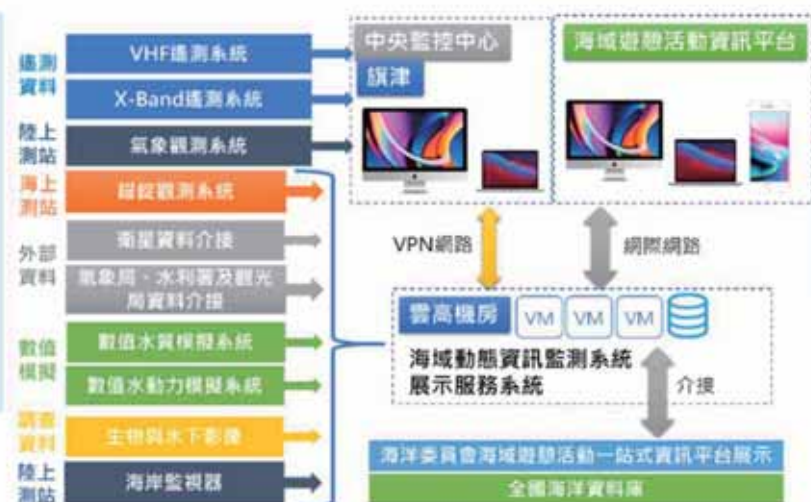 遙測
資料
VHF遙測系統
X-Band遙測系統
陸上
測站
氣象觀測系統
海上
測站
錨錠觀測系統
外部
資料
衛星資料介接
氣象局、水利署及觀光
局資料介接
數值
模擬
數值水質模擬系統
數值水動力模擬系統
調查
資料
生物與水下影像
陸上
測站
海岸監視器
中央監控中心
旗津
海域遊憩活動資訊平台
VPN網路
網際網路
雲高機房
VM
VM
VM
海域動態資訊監測系統
展示服務系統
介接
海洋委員會海域遊憩活動一站式資訊平台展示
全國海洋資料庫